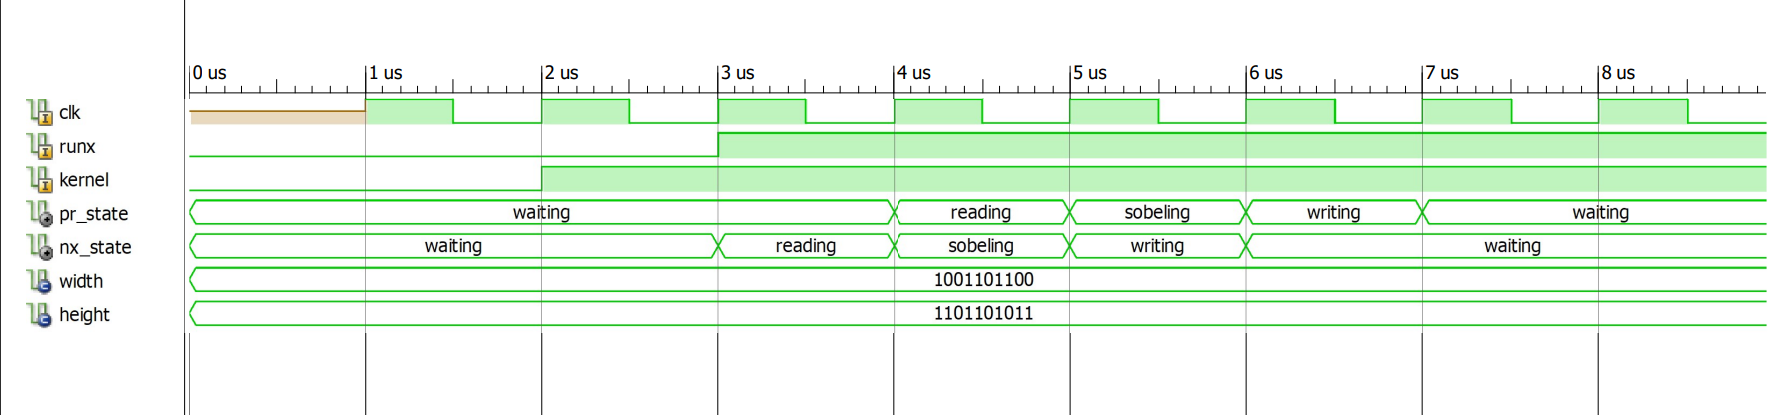 0 us 1 us 2 us 3 us 4 us 5 us 6 us 7 us 8 us
clk
runx
kernel
pr_state waiting reading sobeling writing waiting
nx_state waiting reading sobeling writing waiting
width 1001101100
height 1101101011